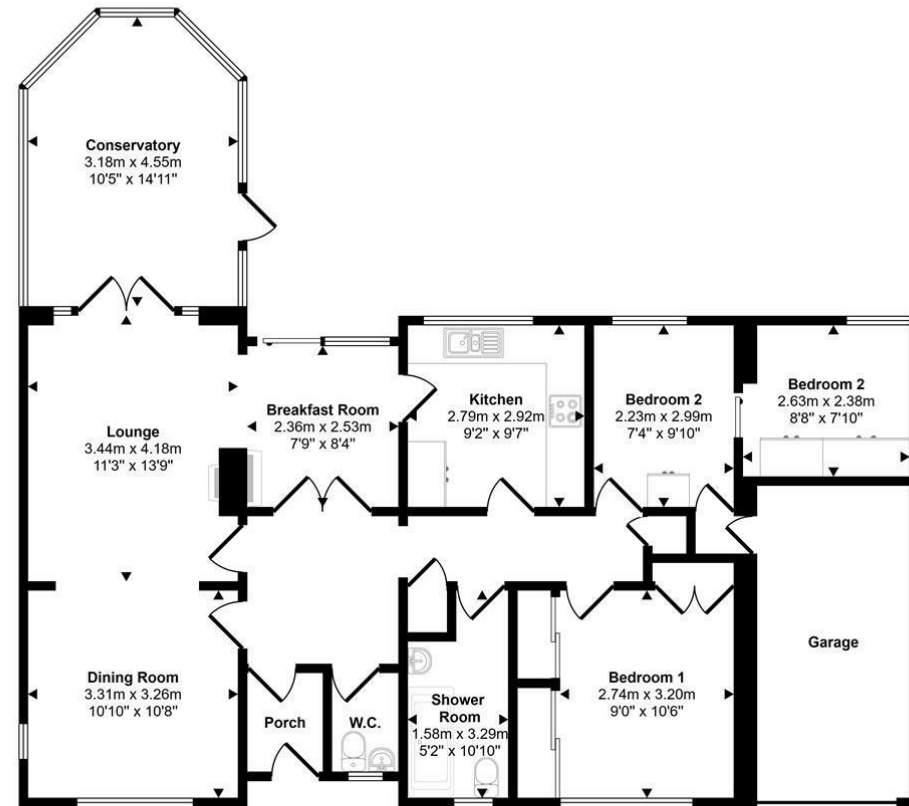 Conservatory
3.18m x 4.55m
10'5" x 14'11"
Lounge
3.44m x 4.18m
11'3" x 13'9"
Breakfast Room
2.36m x 2.53m
7'9" x 8'4"
Kitchen
2.79m x 2.92m
9'2" x 9'7"
Bedroom 2
2.23m x 2.99m
7'4" x 9'10"
Bedroom 2
2.63m x 2.38m
8'8" x 7'10"
Dining Room
3.31m x 3.26m
10'10" x 10'8"
Porch
W.C.
Shower
Room
1.58m x 3.29m
5'2" x 10'10"
Bedroom 1
2.74m x 3.20m
9'0" x 10'6"
Garage